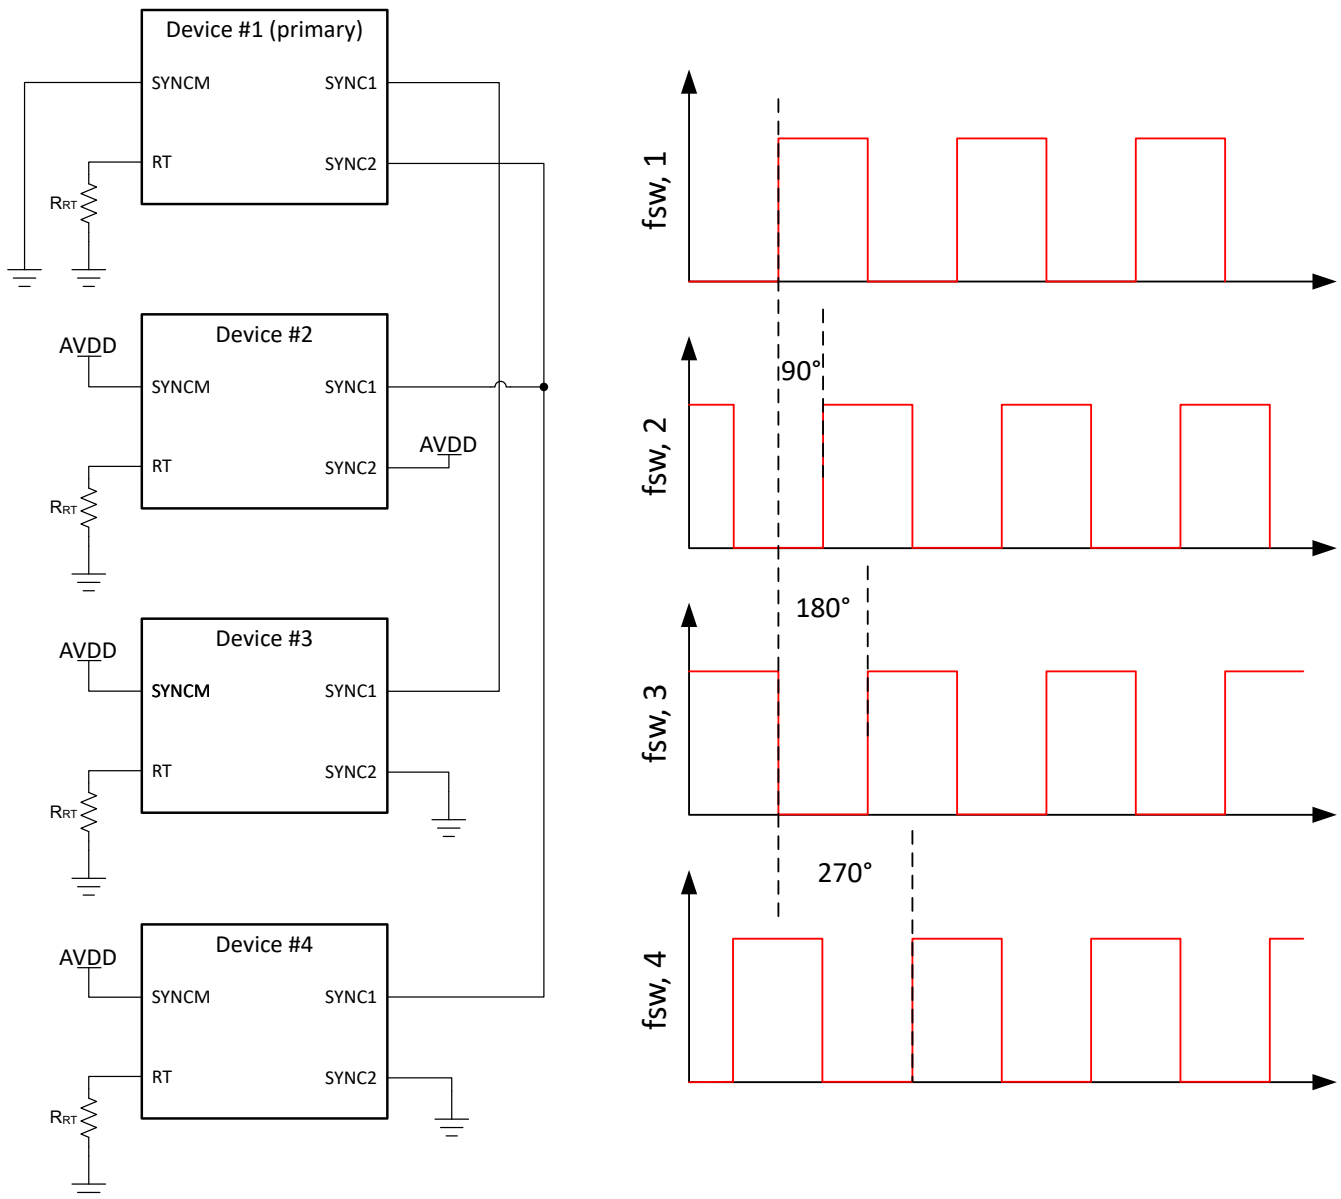 Device #1 (primary)
SYNCM
SYNC1
RT
SYNC2
RRT
Device #2
AVDD
SYNCM
SYNC1
AVDD
RT
SYNC2
RRT
Device #3
AVDD
SYNCM
SYNC1
RT
SYNC2
RRT
Device #4
AVDD
SYNCM
SYNC1
RT
SYNC2
RRT
fsw, 1
90°
fsw, 2
180°
fsw, 3
270°
fsw, 4